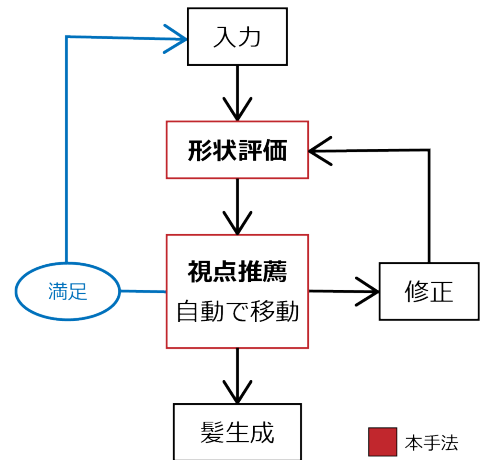 入力
形状評価
視点推薦
自動で移動
満足
修正
髪生成
本手法